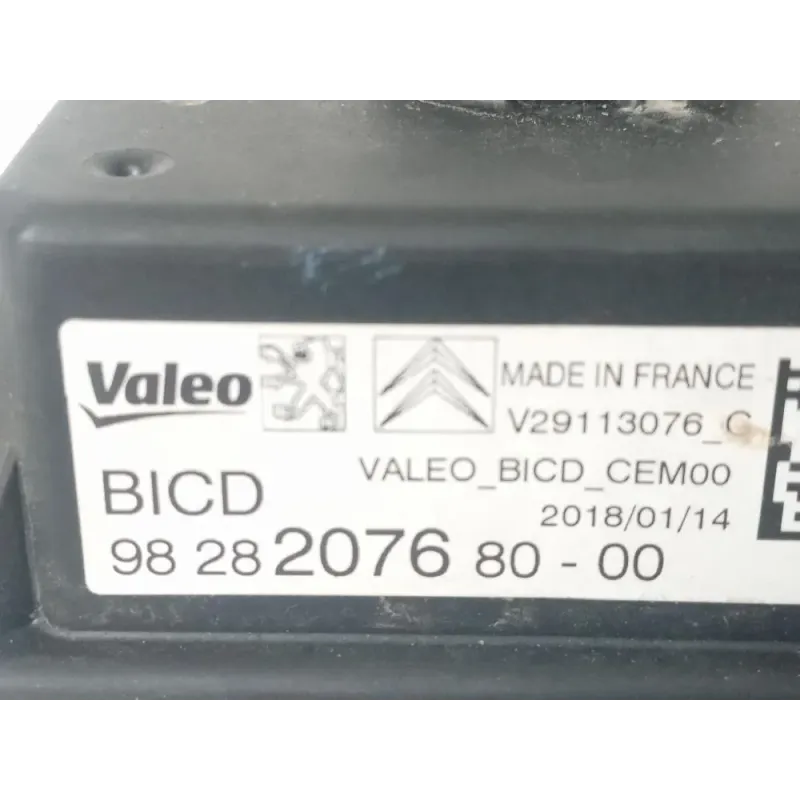 Valeo
MADE IN FRANCE
V29113076_C
VALEO_BICD_CEM00
BICD
2018/01/14
98 28 2076 80 - 00